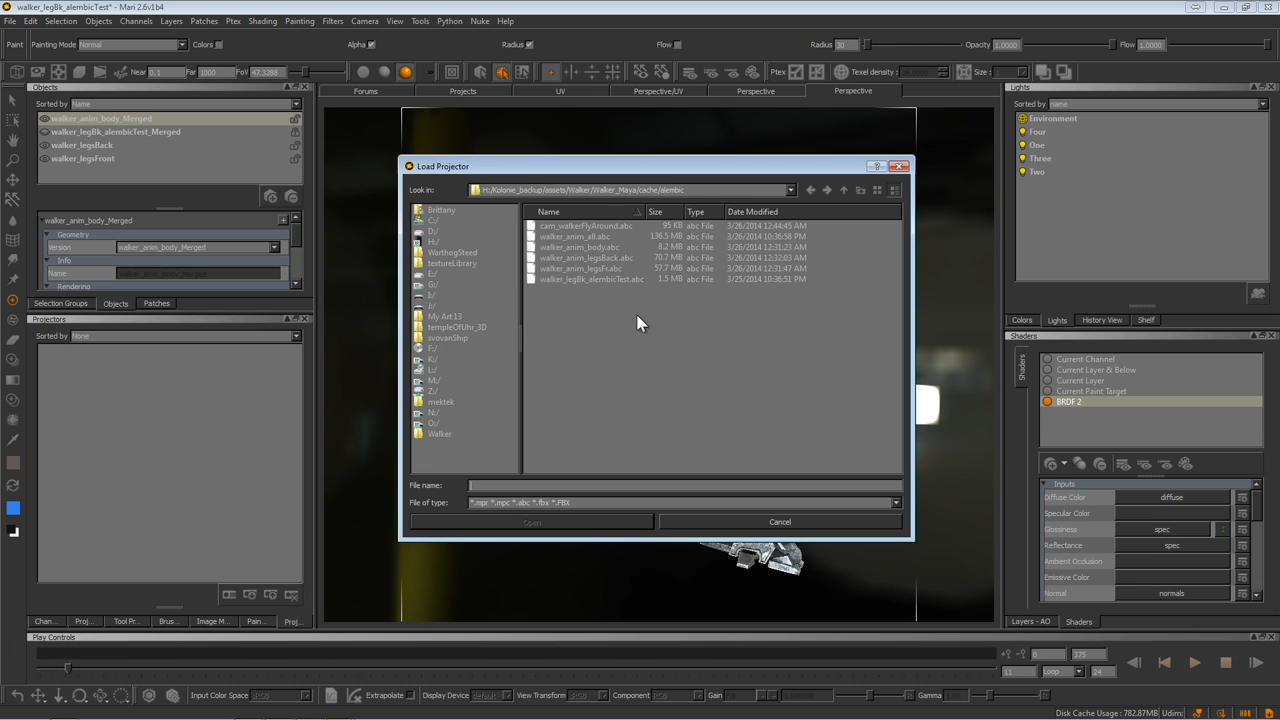 walker_legBk_alembicTest* - Mari 2.6v1b4
File Edit Selection Objects Channels Layers Patches Ptex Shading Painting Filters Camera View Tools Python Nuke Help
Paint Painting Mode Normal Colors Alpha Radius Flow Radius 30 Opacity 1.0000 Flow 1.0000
Near 0.1 Far 1000 FoV 47.3288 Ptex Texel density : Size : 1
Objects
Sorted by Name
walker_anim_body_Merged
walker_legBk_alembicTest_Merged
walker_legsBack
walker_legsFront
walker_anim_body_Merged
Geometry
Version walker_anim_body_Merged
Info
Name walker_anim_body_Merged
Rendering
Selection Groups Objects Patches
Projectors
Sorted by None
Chan... Proj... Tool Pr... Brus... Image M... Pain... Proj...
Forums Projects UV Perspective/UV Perspective Perspective
Load Projector
Look in: H:/Kolonie_backup/assets/Walker/Walker_Maya/cache/alembic
Brittany
C:/
D:/
H:/
WarthogSteed
textureLibrary
E:/
G:/
I:/
J:/
My Art 13
templeOfUhr_3D
svovanShip
F:/
K:/
L:/
M:/
Z:/
mektek
N:/
O:/
Walker
Name Size Type Date Modified
cam_walkerFlyAround.abc 95 KB abc File 3/26/2014 12:44:45 AM
walker_anim_all.abc 136.5 MB abc File 3/26/2014 10:36:58 PM
walker_anim_body.abc 8.2 MB abc File 3/26/2014 12:31:23 AM
walker_anim_legsBack.abc 70.7 MB abc File 3/26/2014 12:32:03 AM
walker_anim_legsFr.abc 57.7 MB abc File 3/26/2014 12:31:47 AM
walker_legBk_alembicTest.abc 1.5 MB abc File 3/25/2014 10:36:51 PM
File name:
File of type: *.mpr *.mpc *.abc *.fbx *.FBX
Open Cancel
Lights
Sorted by name
Environment
Four
One
Three
Two
Colors Lights History View Shelf
Shaders
Shaders
Current Channel
Current Layer & Below
Current Layer
Current Paint Target
BRDF 2
Inputs
Diffuse Color diffuse
Specular Color
Glossiness spec
Reflectance spec
Ambient Occlusion
Emissive Color
Normal normals
Layers - AO Shaders
Play Controls
0 375
11 Loop 24
Input Color Space sRGB Extrapolate Display Device default View Transform sRGB Component RGB Gain Gamma
Disk Cache Usage : 782.87MB Udim: